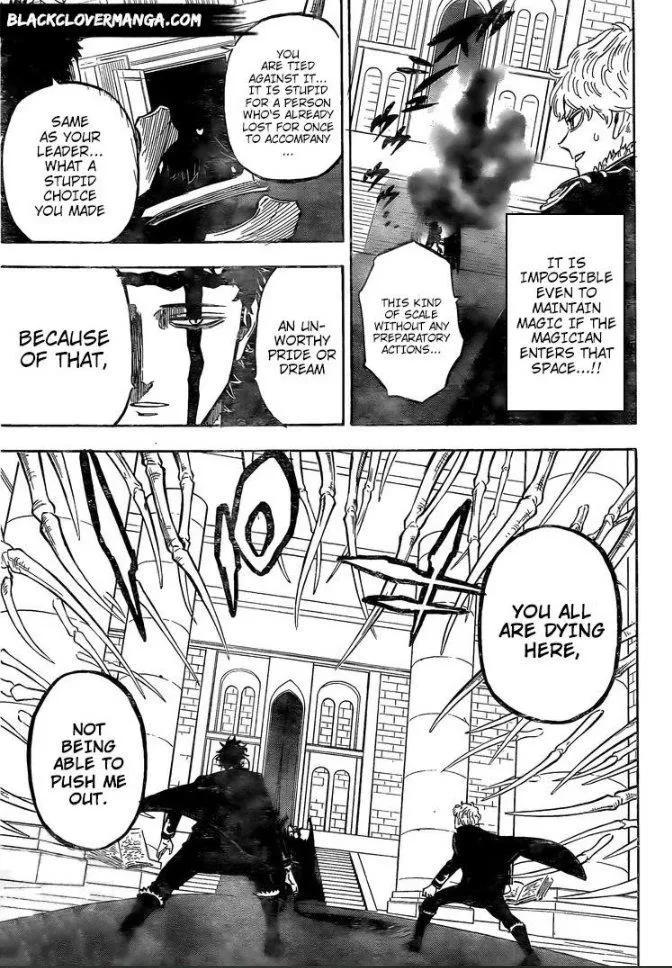 BLACKCLOVERMANGA.COM
IT IS
IMPOSSIBLE
EVEN TO
MAINTAIN
MAGIC IF THE
MAGICIAN
ENTERS THAT
SPACE...!!
THIS KIND
OF SCALE
WITHOUT ANY
PREPARATORY
ACTIONS...
YOU
ARE TIED
AGAINST IT...
IT IS STUPID
FOR A PERSON
WHO'S ALREADY
LOST FOR ONCE
TO ACCOMPANY
...
SAME
AS YOUR
LEADER...
WHAT A
STUPID
CHOICE
YOU MADE
AN UN-
WORTHY
PRIDE OR
DREAM
BECAUSE
OF THAT,
YOU ALL
ARE DYING
HERE,
NOT
BEING
ABLE TO
PUSH ME
OUT.